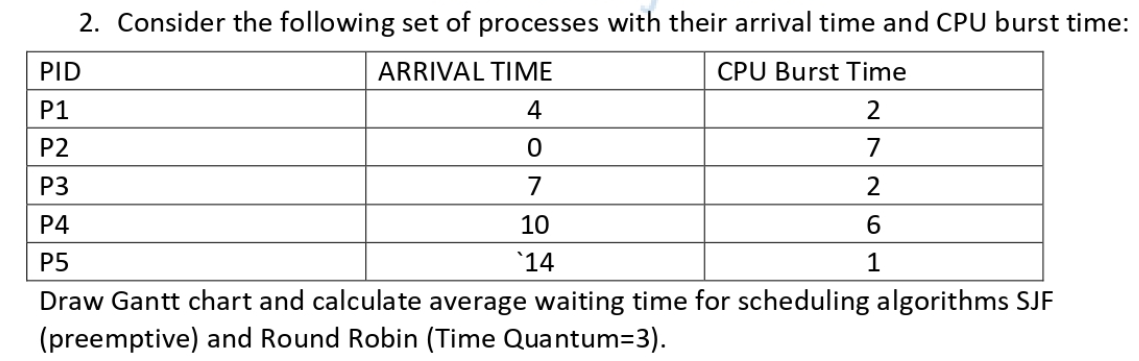 2. Consider the following set of processes with their arrival time and CPU burst time:
PID ARRIVAL TIME CPU Burst Time
P1 4 2
P2 0 7
P3 7 2
P4 10 6
P5 `14 1
Draw Gantt chart and calculate average waiting time for scheduling algorithms SJF
(preemptive) and Round Robin (Time Quantum=3).